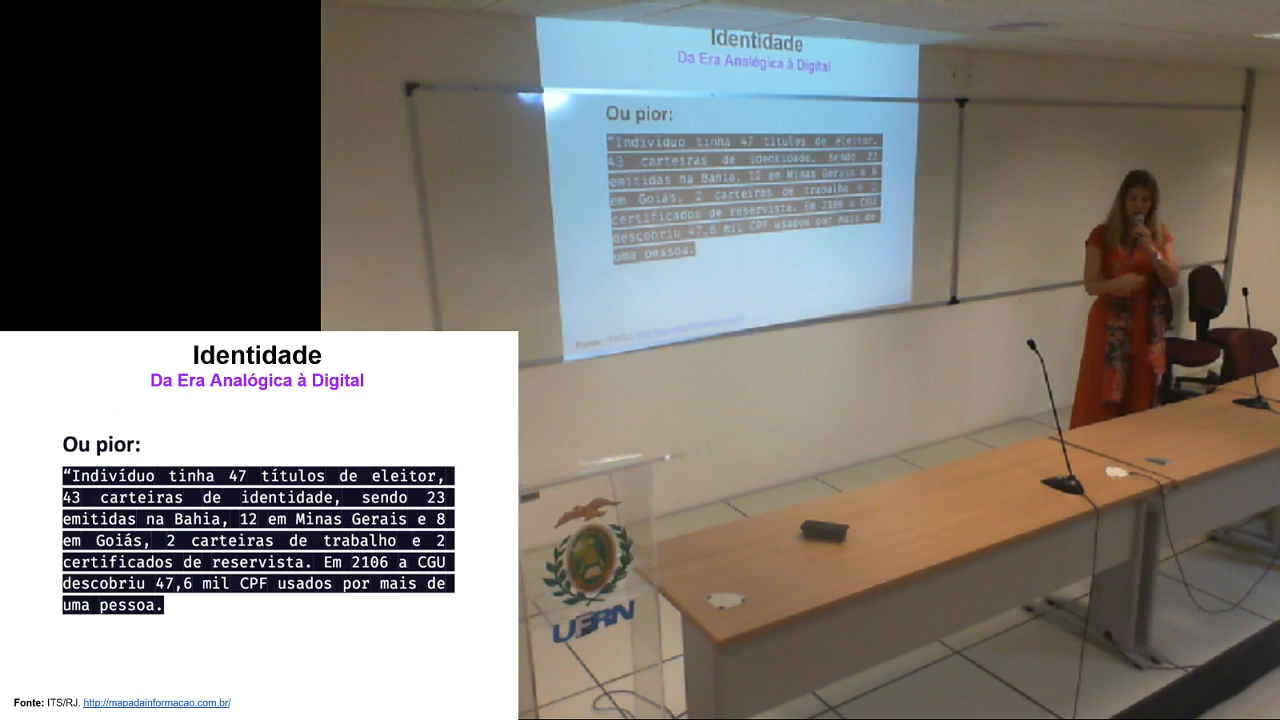 Identidade
Da Era Analógica à Digital
Ou pior:
"Indivíduo tinha 47 títulos de eleitor,
43 carteiras de identidade, sendo 23
emitidas na Bahia, 12 em Minas Gerais e 8
em Goiás, 2 carteiras de trabalho e 2
certificados de reservista. Em 2106 a CGU
descobriu 47,6 mil CPF usados por mais de
uma pessoa.
Fonte: ITS/RJ.
Identidade
Da Era Analógica à Digital
Ou pior:
“Indivíduo tinha 47 títulos de eleitor,
43 carteiras de identidade, sendo 23
emitidas na Bahia, 12 em Minas Gerais e 8
em Goiás, 2 carteiras de trabalho e 2
certificados de reservista. Em 2106 a CGU
descobriu 47,6 mil CPF usados por mais de
uma pessoa.
Fonte: ITS/RJ. http://mapadainformacao.com.br/
UERN